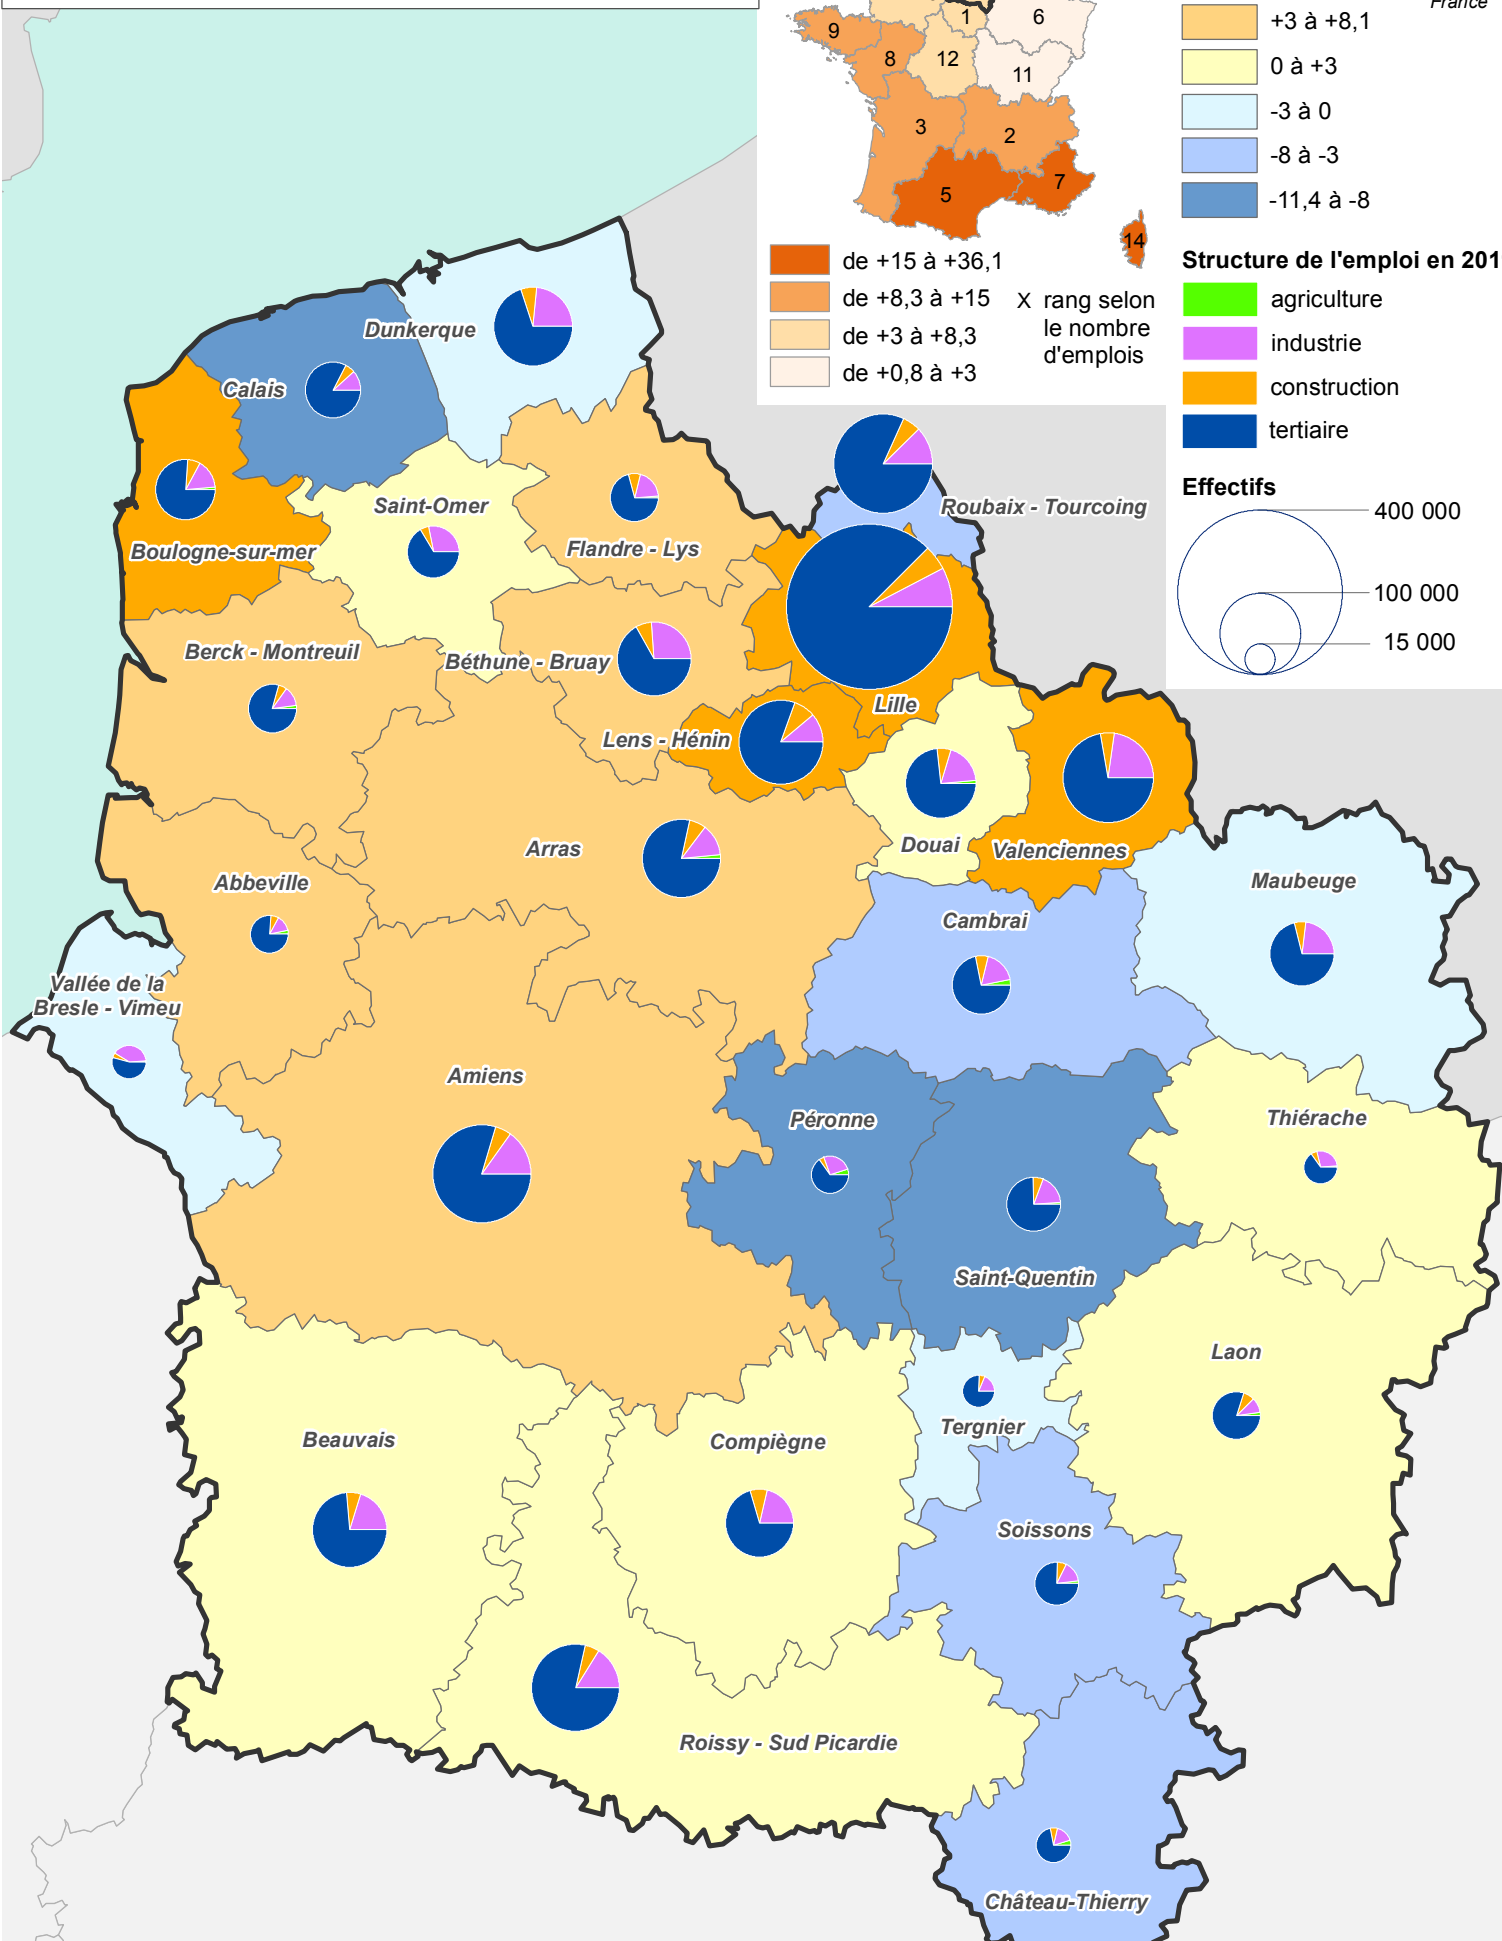 France
+3 à +8,1
0 à +3
-3 à 0
-8 à -3
-11,4 à -8
1
6
9
8
12
11
3
2
5
7
14
de +15 à +36,1
de +8,3 à +15
de +3 à +8,3
de +0,8 à +3
X rang selon
le nombre
d'emplois
Structure de l'emploi en 201
agriculture
industrie
construction
tertiaire
Effectifs
400 000
100 000
15 000
Dunkerque
Calais
Saint-Omer
Roubaix - Tourcoing
Boulogne-sur-mer
Flandre - Lys
Berck - Montreuil
Béthune - Bruay
Lille
Lens - Hénin
Arras
Douai
Valenciennes
Abbeville
Maubeuge
Cambrai
Vallée de la
Bresle - Vimeu
Amiens
Péronne
Thiérache
Saint-Quentin
Laon
Tergnier
Beauvais
Compiègne
Soissons
Roissy - Sud Picardie
Château-Thierry